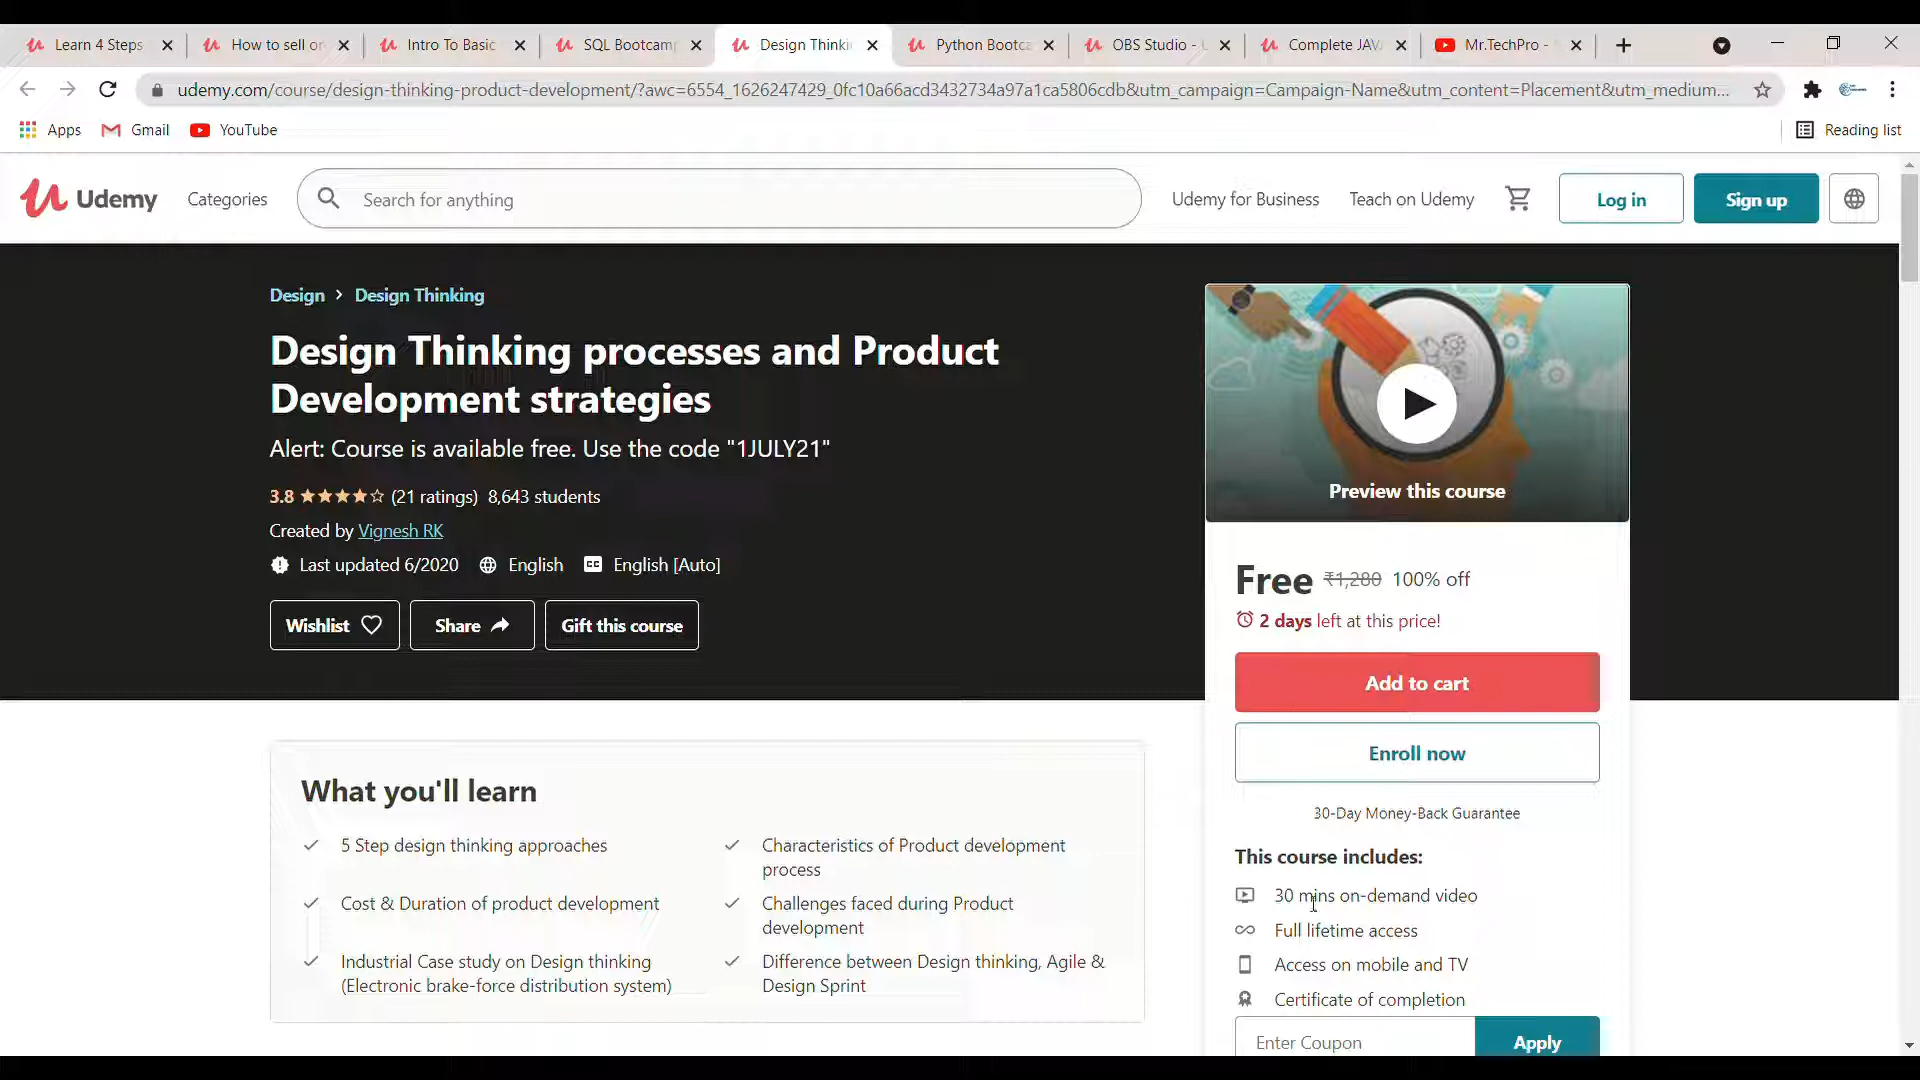 Learn 4 Steps
How to sell or
Intro To Basic
SQL Bootcamp
Design Thinki
Python Bootca
OBS Studio -
Complete JAV
Mr.TechPro -
udemy.com/course/design-thinking-product-development/?awc=6554_1626247429_0fc10a66acd3432734a97a1ca5806cdb&utm_campaign=Campaign-Name&utm_content=Placement&utm_medium...
Apps
Gmail
YouTube
Reading list
Udemy
Categories
Search for anything
Udemy for Business
Teach on Udemy
Log in
Sign up
Design > Design Thinking
Design Thinking processes and Product
Development strategies
Alert: Course is available free. Use the code "1JULY21"
3.8 (21 ratings) 8,643 students
Created by Vignesh RK
Last updated 6/2020 English CC English [Auto]
Wishlist
Share
Gift this course
Preview this course
Free ₹1,280 100% off
2 days left at this price!
Add to cart
Enroll now
30-Day Money-Back Guarantee
This course includes:
30 mins on-demand video
Full lifetime access
Access on mobile and TV
Certificate of completion
Enter Coupon
Apply
What you'll learn
5 Step design thinking approaches
Cost & Duration of product development
Industrial Case study on Design thinking
(Electronic brake-force distribution system)
Characteristics of Product development
process
Challenges faced during Product
development
Difference between Design thinking, Agile &
Design Sprint